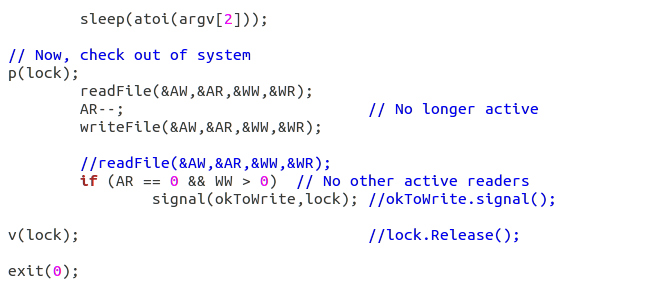 sleep(atoi(argv[2]));
// Now, check out of system
p(lock);
readFile(&AW,&AR,&WW,&WR);
AR--; // No longer active
writeFile(&AW,&AR,&WW,&WR);
//readFile(&AW,&AR,&WW,&WR);
if (AR == 0 && WW > 0) // No other active readers
signal(okToWrite,lock); //okToWrite.signal();
v(lock); //lock.Release();
exit(0);